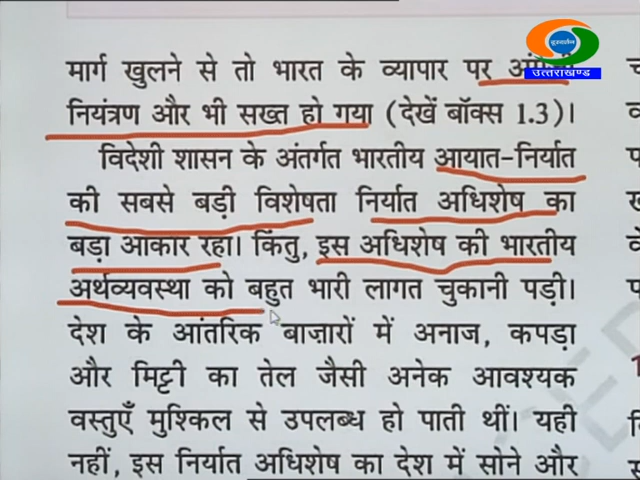 दूरदर्शन
उत्तराखण्ड
मार्ग खुलने से तो भारत के व्यापार पर
नियंत्रण और भी सख्त हो गया (देखें बॉक्स 1.3)।
विदेशी शासन के अंतर्गत भारतीय आयात-निर्यात
की सबसे बड़ी विशेषता निर्यात अधिशेष का
बड़ा आकार रहा। किंतु, इस अधिशेष की भारतीय
अर्थव्यवस्था को बहुत भारी लागत चुकानी पड़ी।
देश के आंतरिक बाज़ारों में अनाज, कपड़ा
और मिट्टी का तेल जैसी अनेक आवश्यक
वस्तुएँ मुश्किल से उपलब्ध हो पाती थीं। यही
नहीं, इस निर्यात अधिशेष का देश में सोने और